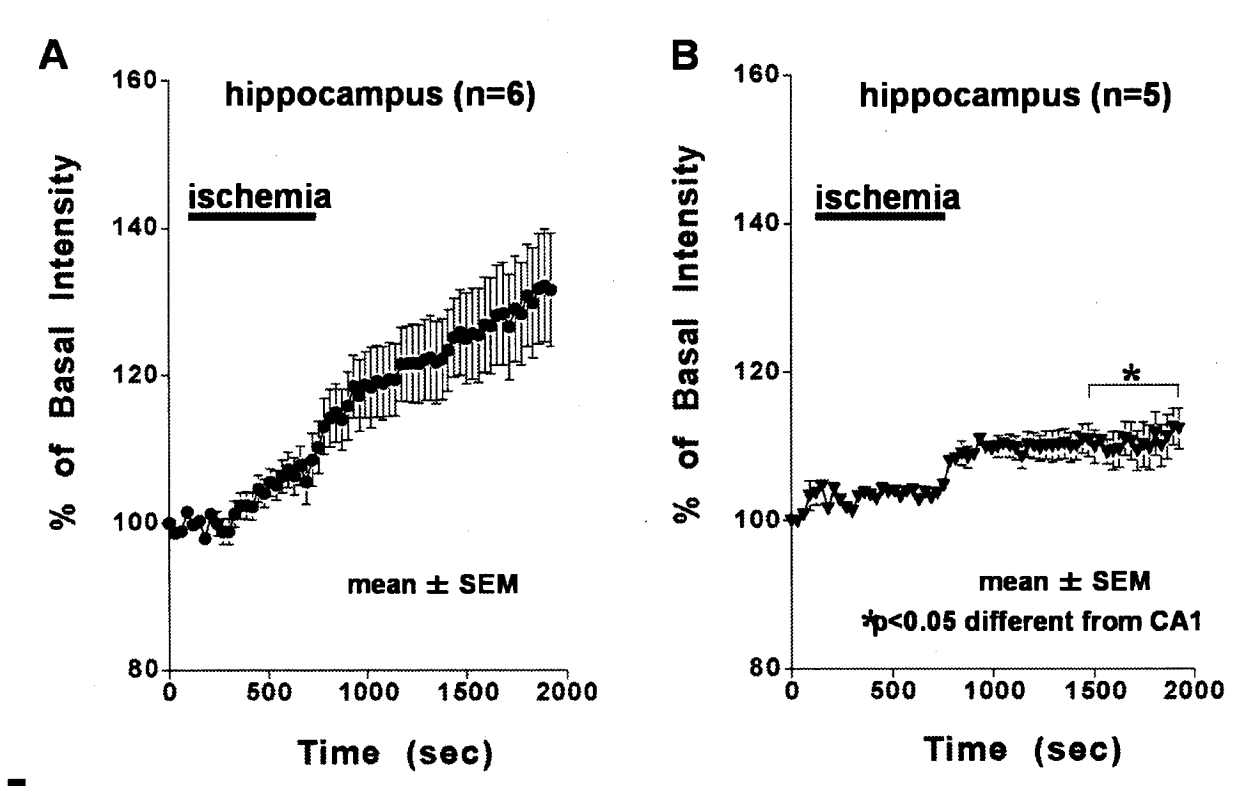 A
hippocampus (n=6)
ischemia
% of Basal Intensity
160
140
120
100
80
mean ± SEM
0 500 1000 1500 2000
Time (sec)
B
hippocampus (n=5)
ischemia
% of Basal Intensity
160
140
120
100
80
*
mean ± SEM
*p<0.05 different from CA1
0 500 1000 1500 2000
Time (sec)